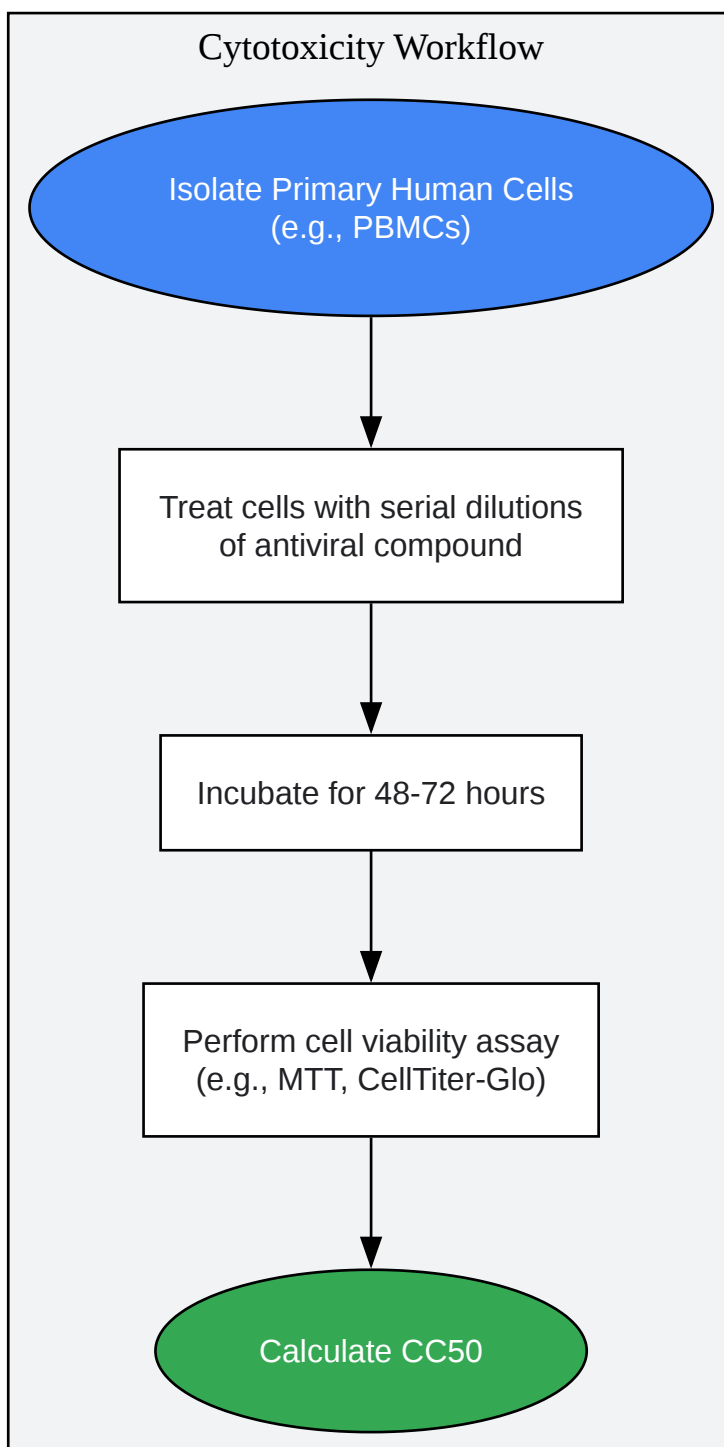 Cytotoxicity Workflow
Isolate Primary Human Cells
(e.g., PBMCs)
Treat cells with serial dilutions
of antiviral compound
Incubate for 48-72 hours
Perform cell viability assay
(e.g., MTT, CellTiter-Glo)
Calculate CC50